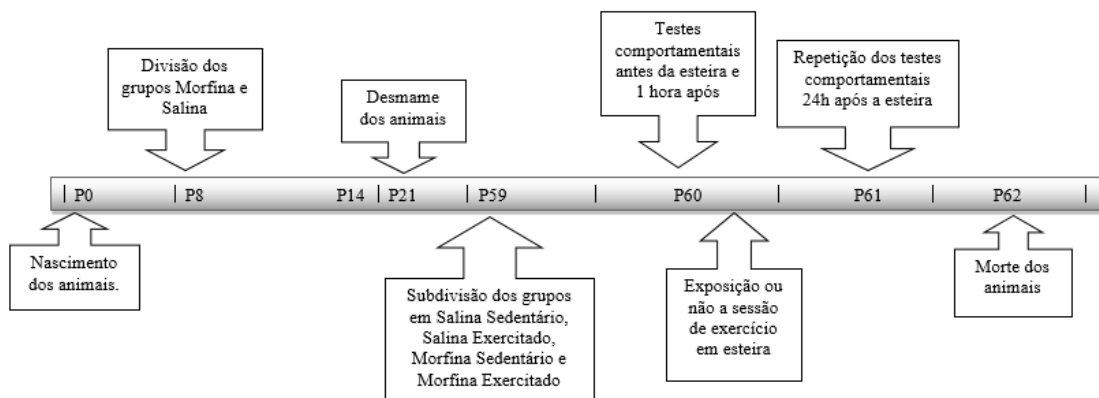 Divisão dos
grupos Morfina e
Salina
Desmame
dos animais
Testes
comportamentais
antes da esteira e
1 hora após
Repetição dos testes
comportamentais
24h após a esteira
P0 P8 P14 P21 P59 P60 P61 P62
Nascimento
dos animais.
Subdivisão dos grupos
em Salina Sedentário,
Salina Exercitado,
Morfina Sedentário e
Morfina Exercitado
Exposição ou
não a sessão
de exercício
em esteira
Morte dos
animais